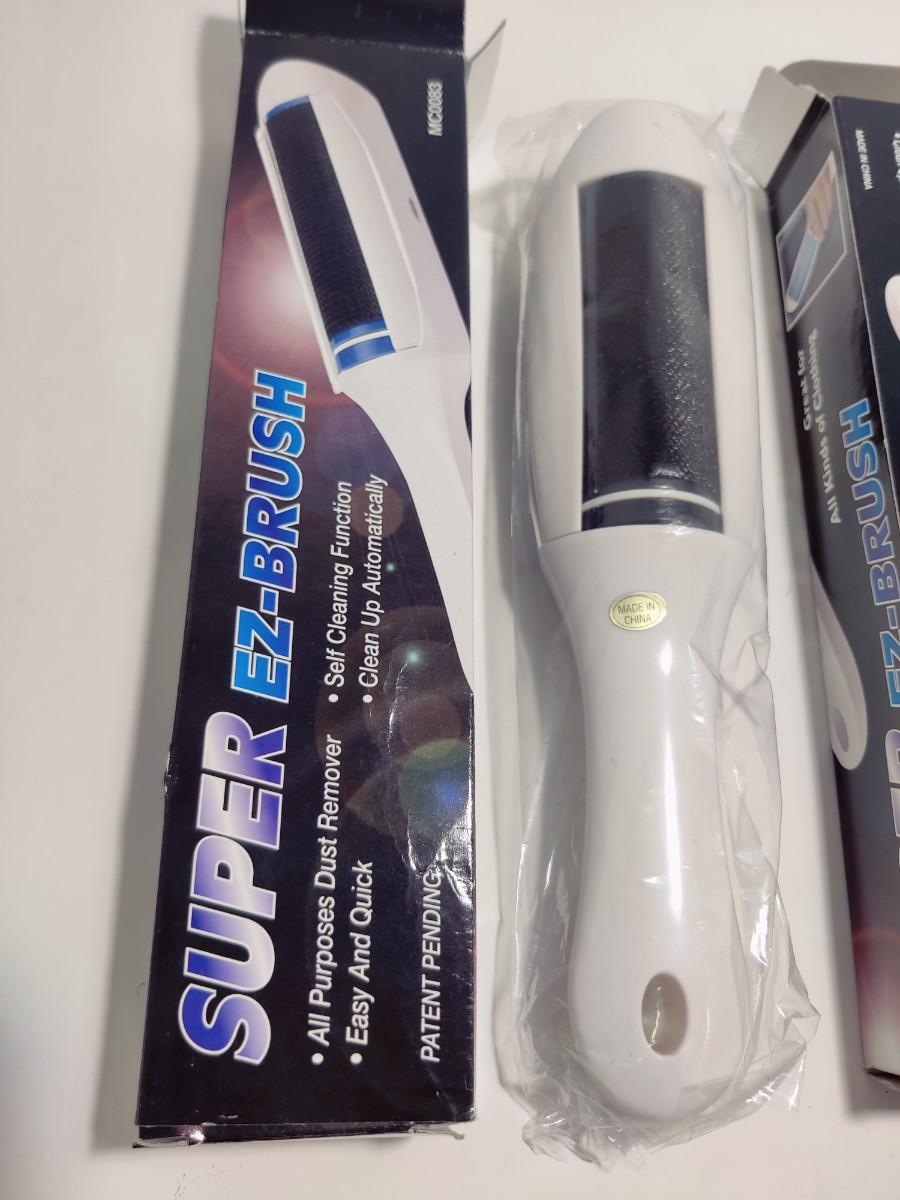 SUPER EZ-BRUSH
• All Purposes Dust Remover
• Easy And Quick
• Self Cleaning Function
• Clean Up Automatically
PATENT PENDING
MC0083
MADE IN
CHINA
MADE IN CHINA
Great for
All Kinds of Clothing
EZ-BRUSH